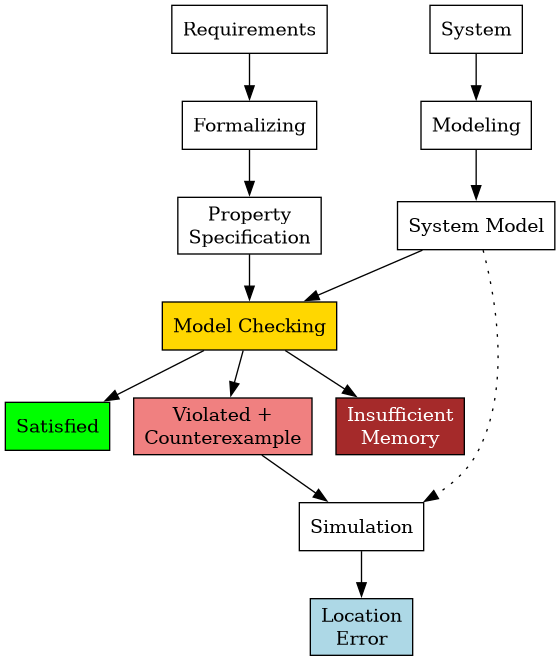 Requirements
System
Formalizing
Modeling
Property
Specification
System Model
Model Checking
Satisfied
Violated +
Counterexample
Insufficient
Memory
Simulation
Location
Error